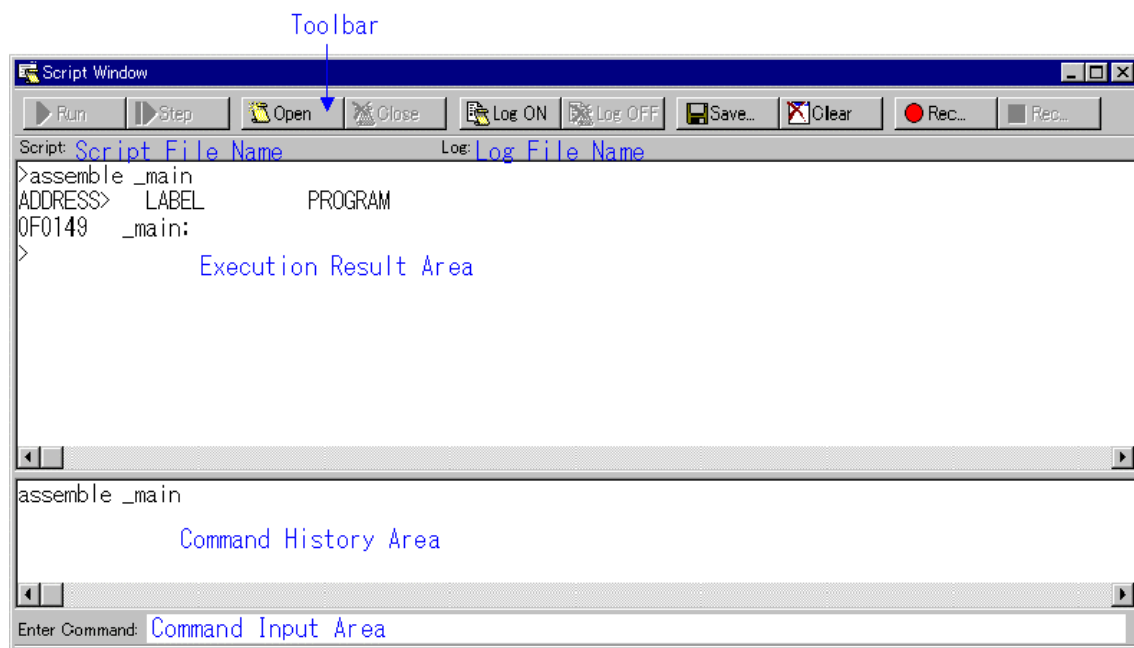 Toolbar
Script Window
Run Step Open Close Log ON Log OFF Save... Clear Rec... Rec...
Script: Script File Name Log: Log File Name
>assemble _main
ADDRESS> LABEL PROGRAM
0F0149 _main:
>
Execution Result Area
assemble _main
Command History Area
Enter Command: Command Input Area